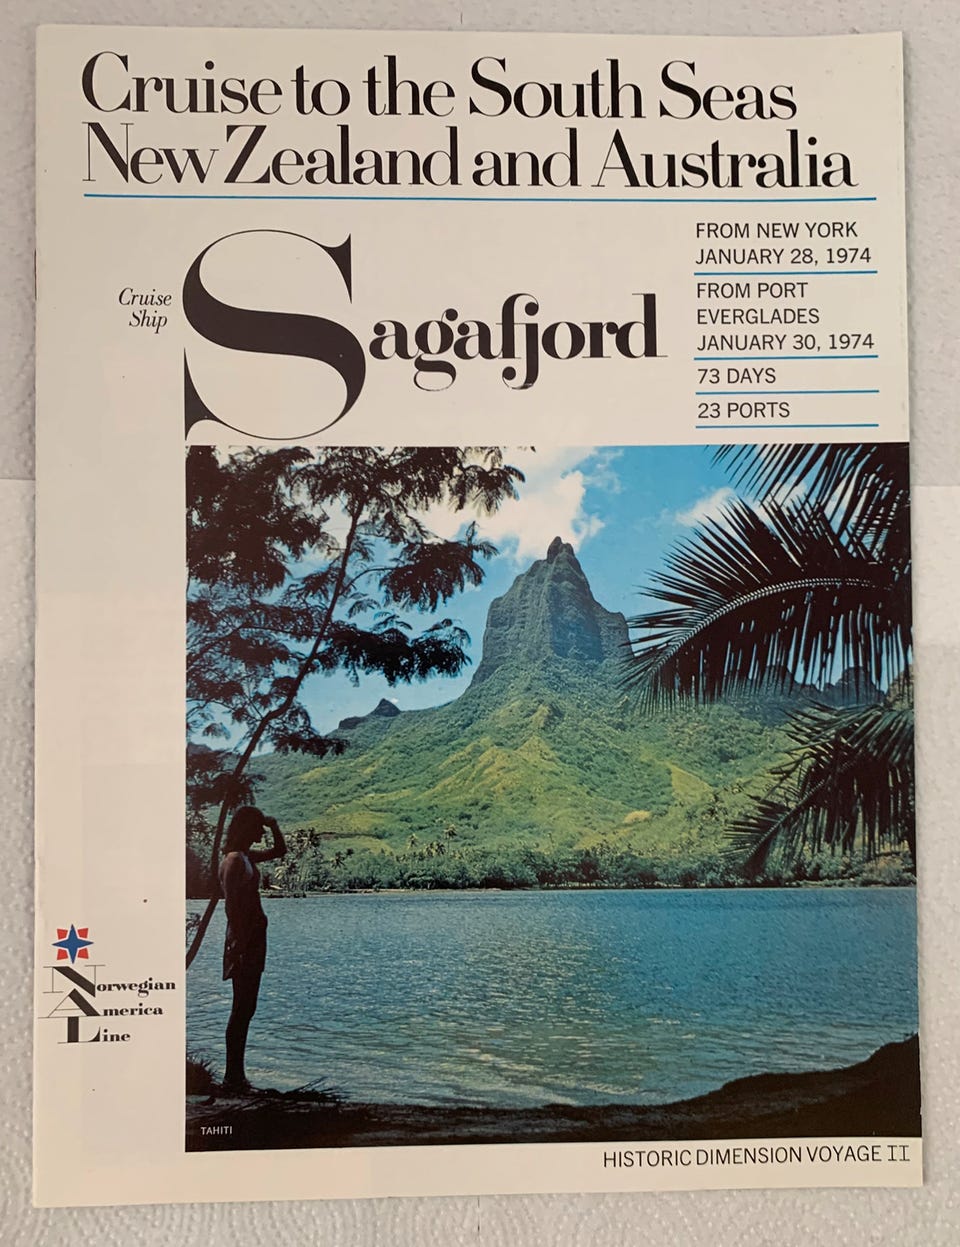 Cruise to the South Seas
New Zealand and Australia
Cruise
Ship
Sagafjord
FROM NEW YORK
JANUARY 28, 1974
FROM PORT
EVERGLADES
JANUARY 30, 1974
73 DAYS
23 PORTS
Norwegian
America
Line
TAHITI
HISTORIC DIMENSION VOYAGE II